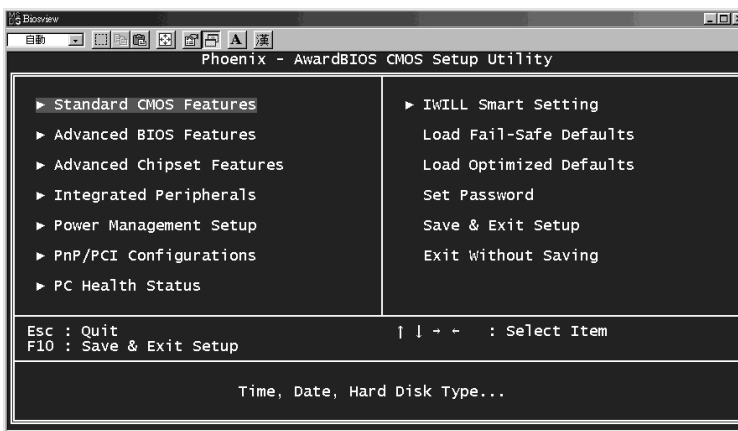 Biosview
自動 A 漢
Phoenix - AwardBIOS CMOS Setup Utility
▶ Standard CMOS Features
▶ Advanced BIOS Features
▶ Advanced Chipset Features
▶ Integrated Peripherals
▶ Power Management Setup
▶ PnP/PCI Configurations
▶ PC Health Status
▶ IWILL Smart Setting
Load Fail-Safe Defaults
Load Optimized Defaults
Set Password
Save & Exit Setup
Exit Without Saving
Esc : Quit
F10 : Save & Exit Setup
↑ ↓ → ← : Select Item
Time, Date, Hard Disk Type...